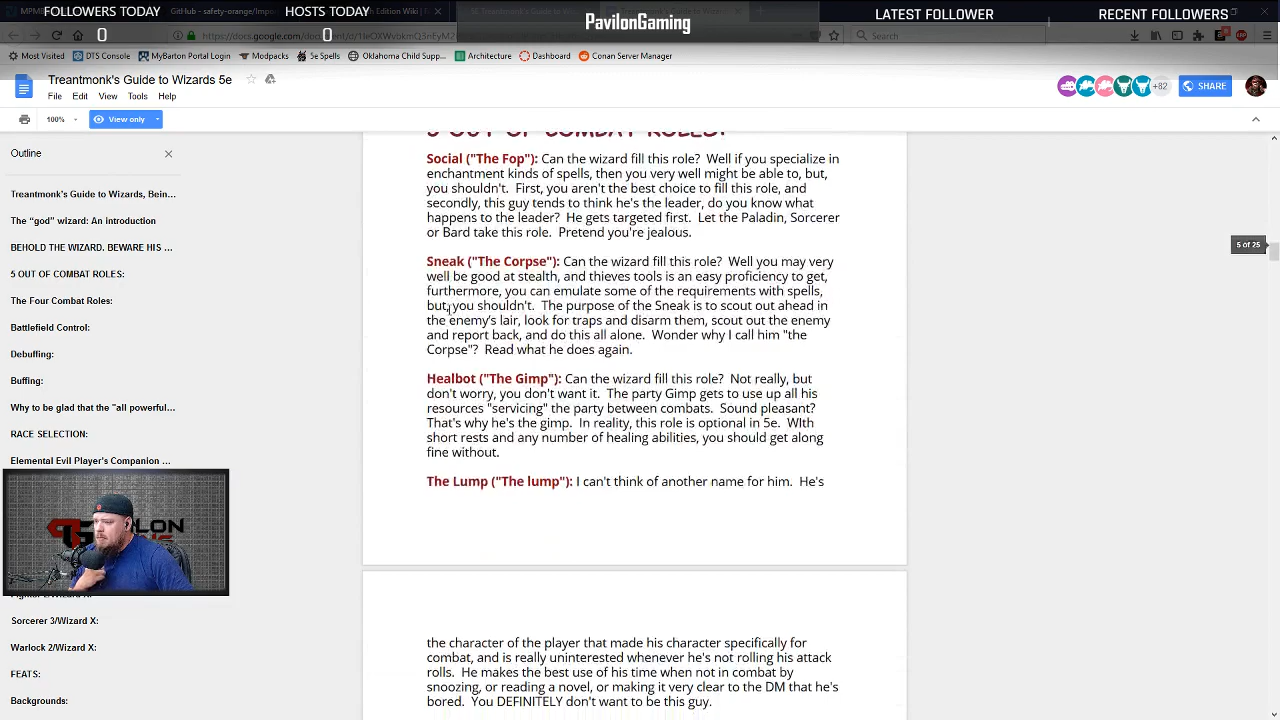 FOLLOWERS TODAY
0
HOSTS TODAY
0
PavilonGaming
LATEST FOLLOWER
RECENT FOLLOWERS
Search
Most Visited
DTS Console
MyBarton Portal Login
Modpacks
5e Spells
Oklahoma Child Supp...
Architecture
Dashboard
Conan Server Manager
Treantmonk's Guide to Wizards 5e
File Edit View Tools Help
+82
SHARE
100%
View only
Outline
Treantmonk's Guide to Wizards, Bein...
The "god" wizard: An introduction
BEHOLD THE WIZARD. BEWARE HIS ...
5 OUT OF COMBAT ROLES:
The Four Combat Roles:
Battlefield Control:
Debuffing:
Buffing:
Why to be glad that the "all powerful...
RACE SELECTION:
Elemental Evil Player's Companion ...
Sorcerer 3/Wizard X:
Warlock 2/Wizard X:
FEATS:
Backgrounds:
5 OUT OF COMBAT ROLES:
Social ("The Fop"): Can the wizard fill this role? Well if you specialize in
enchantment kinds of spells, then you very well might be able to, but,
you shouldn't. First, you aren't the best choice to fill this role, and
secondly, this guy tends to think he's the leader, do you know what
happens to the leader? He gets targeted first. Let the Paladin, Sorcerer
or Bard take this role. Pretend you're jealous.
Sneak ("The Corpse"): Can the wizard fill this role? Well you may very
well be good at stealth, and thieves tools is an easy proficiency to get,
furthermore, you can emulate some of the requirements with spells,
but, you shouldn't. The purpose of the Sneak is to scout out ahead in
the enemy's lair, look for traps and disarm them, scout out the enemy
and report back, and do this all alone. Wonder why I call him "the
Corpse"? Read what he does again.
Healbot ("The Gimp"): Can the wizard fill this role? Not really, but
don't worry, you don't want it. The party Gimp gets to use up all his
resources "servicing" the party between combats. Sound pleasant?
That's why he's the gimp. In reality, this role is optional in 5e. WIth
short rests and any number of healing abilities, you should get along
fine without.
The Lump ("The lump"): I can't think of another name for him. He's
the character of the player that made his character specifically for
combat, and is really uninterested whenever he's not rolling his attack
rolls. He makes the best use of his time when not in combat by
snoozing, or reading a novel, or making it very clear to the DM that he's
bored. You DEFINITELY don't want to be this guy.
5 of 25